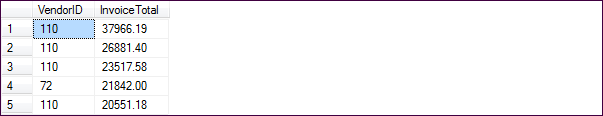 VendorID InvoiceTotal
1 110 37966.19
2 110 26881.40
3 110 23517.58
4 72 21842.00
5 110 20551.18